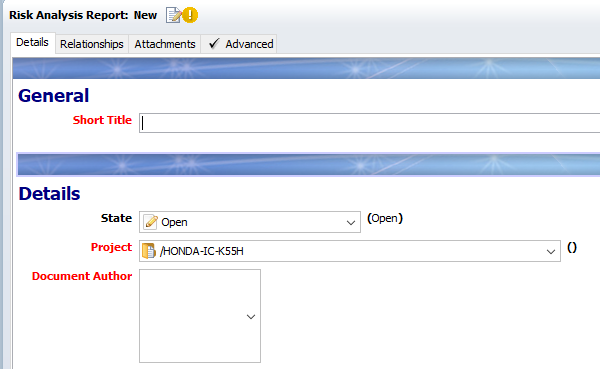 Risk Analysis Report: New
Details Relationships Attachments Advanced
General
Short Title
Details
State Open (Open)
Project /HONDA-IC-K55H ()
Document Author